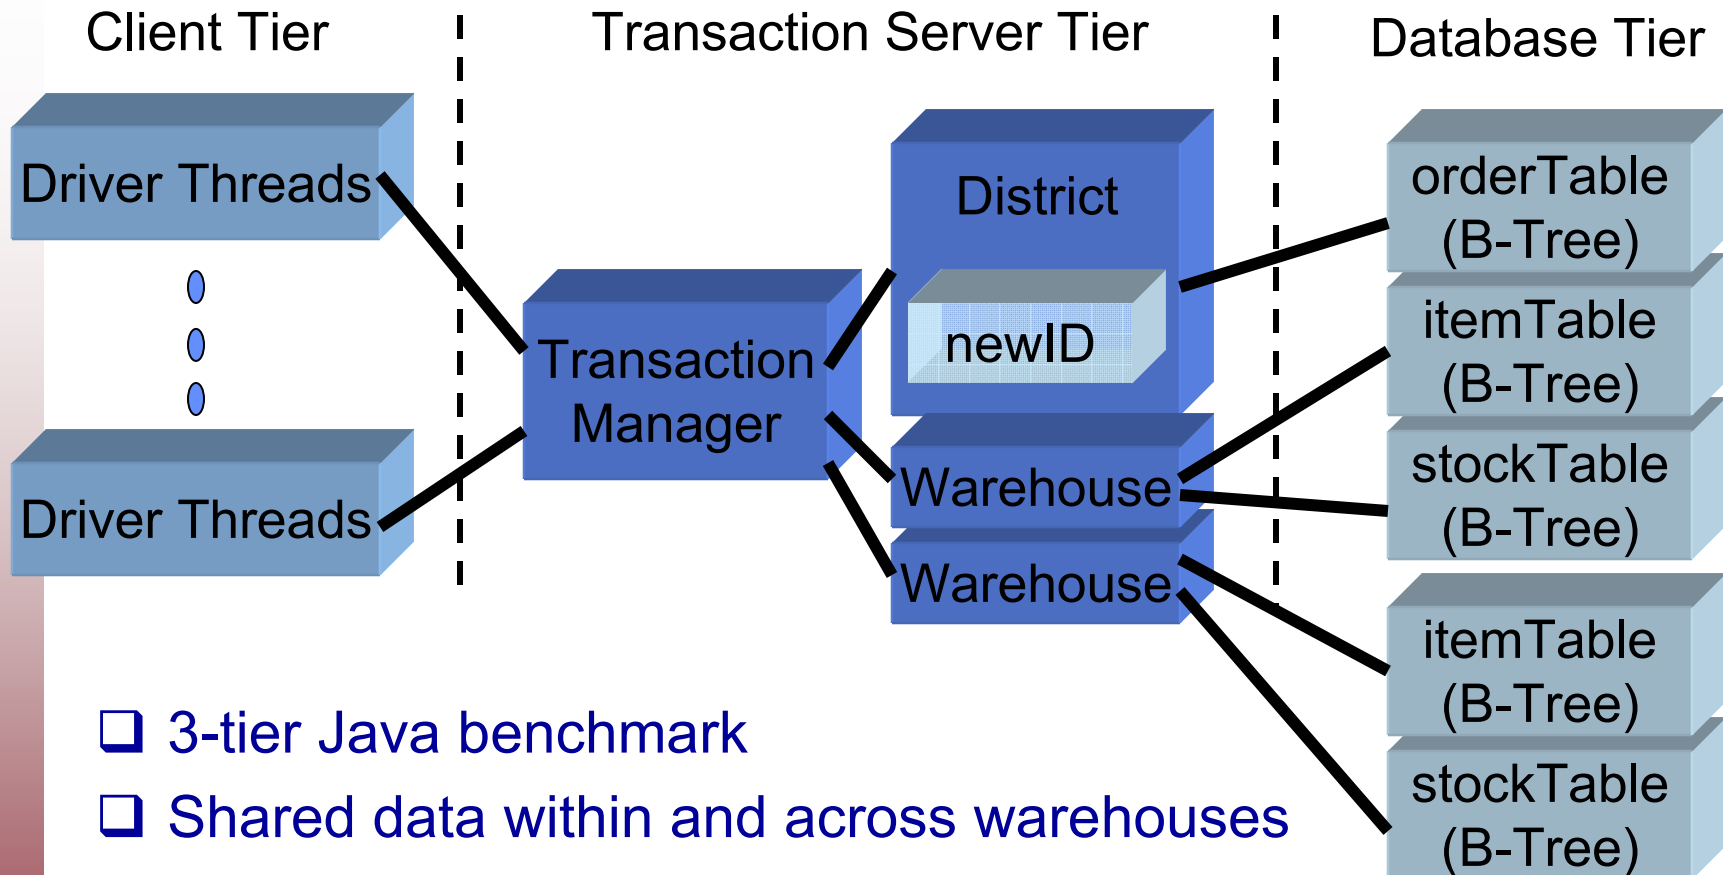 Client Tier
Transaction Server Tier
Database Tier
Driver Threads
Driver Threads
Transaction
Manager
District
newID
Warehouse
Warehouse
orderTable
(B-Tree)
itemTable
(B-Tree)
stockTable
(B-Tree)
itemTable
(B-Tree)
stockTable
(B-Tree)
3-tier Java benchmark
Shared data within and across warehouses